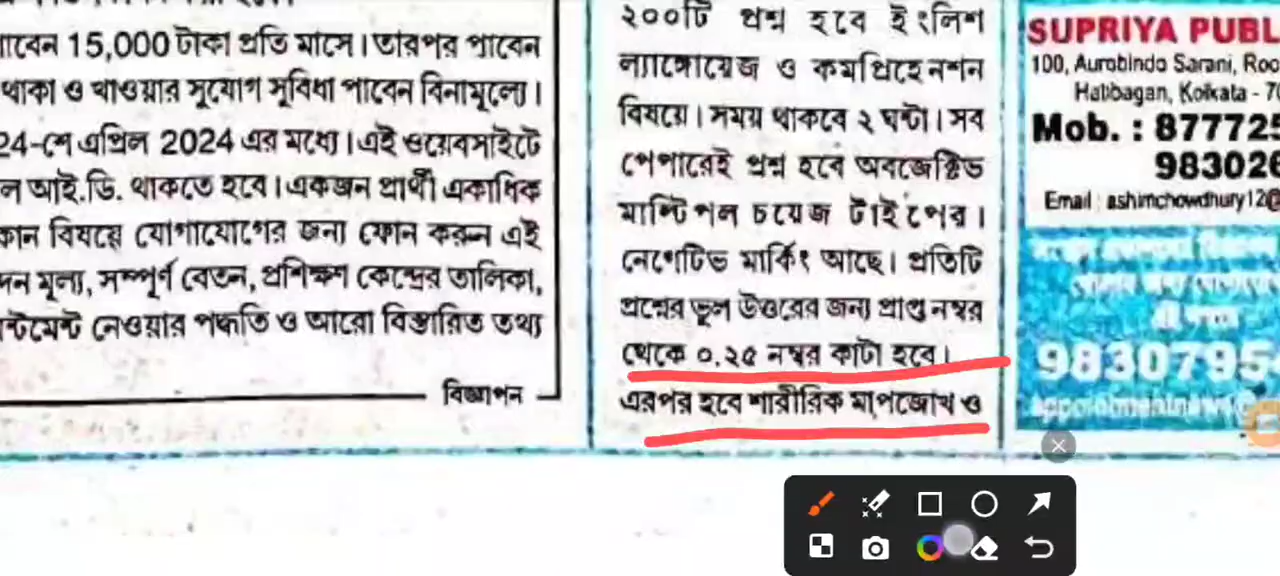 পাবেন 15,000 টাকা প্রতি মাসে। তারপর পাবেন
থাকা ও খাওয়ার সুযোগ সুবিধা পাবেন বিনামূল্যে।
24-শে এপ্রিল 2024 এর মধ্যে। এই ওয়েবসাইটে
ল আই.ডি. থাকতে হবে। একজন প্রার্থী একাধিক
কোন বিষয়ে যোগাযোগের জন্য ফোন করুন এই
দন মূল্য, সম্পূর্ণ বেতন, প্রশিক্ষণ কেন্দ্রের তালিকা,
ন্টমেন্ট নেওয়ার পদ্ধতি ও আরো বিস্তারিত তথ্য
বিজ্ঞাপন
২০০টি প্রশ্ন হবে ইংলিশ
ল্যাঙ্গোয়েজ ও কমপ্রিহেনশন
বিষয়ে। সময় থাকবে ২ ঘন্টা। সব
পেপারেই প্রশ্ন হবে অবজেক্টিভ
মাল্টিপল চয়েজ টাইপের।
নেগেটিভ মার্কিং আছে। প্রতিটি
প্রশ্নের ভুল উত্তরের জন্য প্রাপ্ত নম্বর
থেকে ০.২৫ নম্বর কাটা হবে।
এরপর হবে শারীরিক মাপজোখ ও
SUPRIYA PUBL
100, Aurobindo Sarani, Roo
Hatibagan, Kolkata - 70
Mob. : 877725
983026
Email : ashimchowdhury12@
9830795